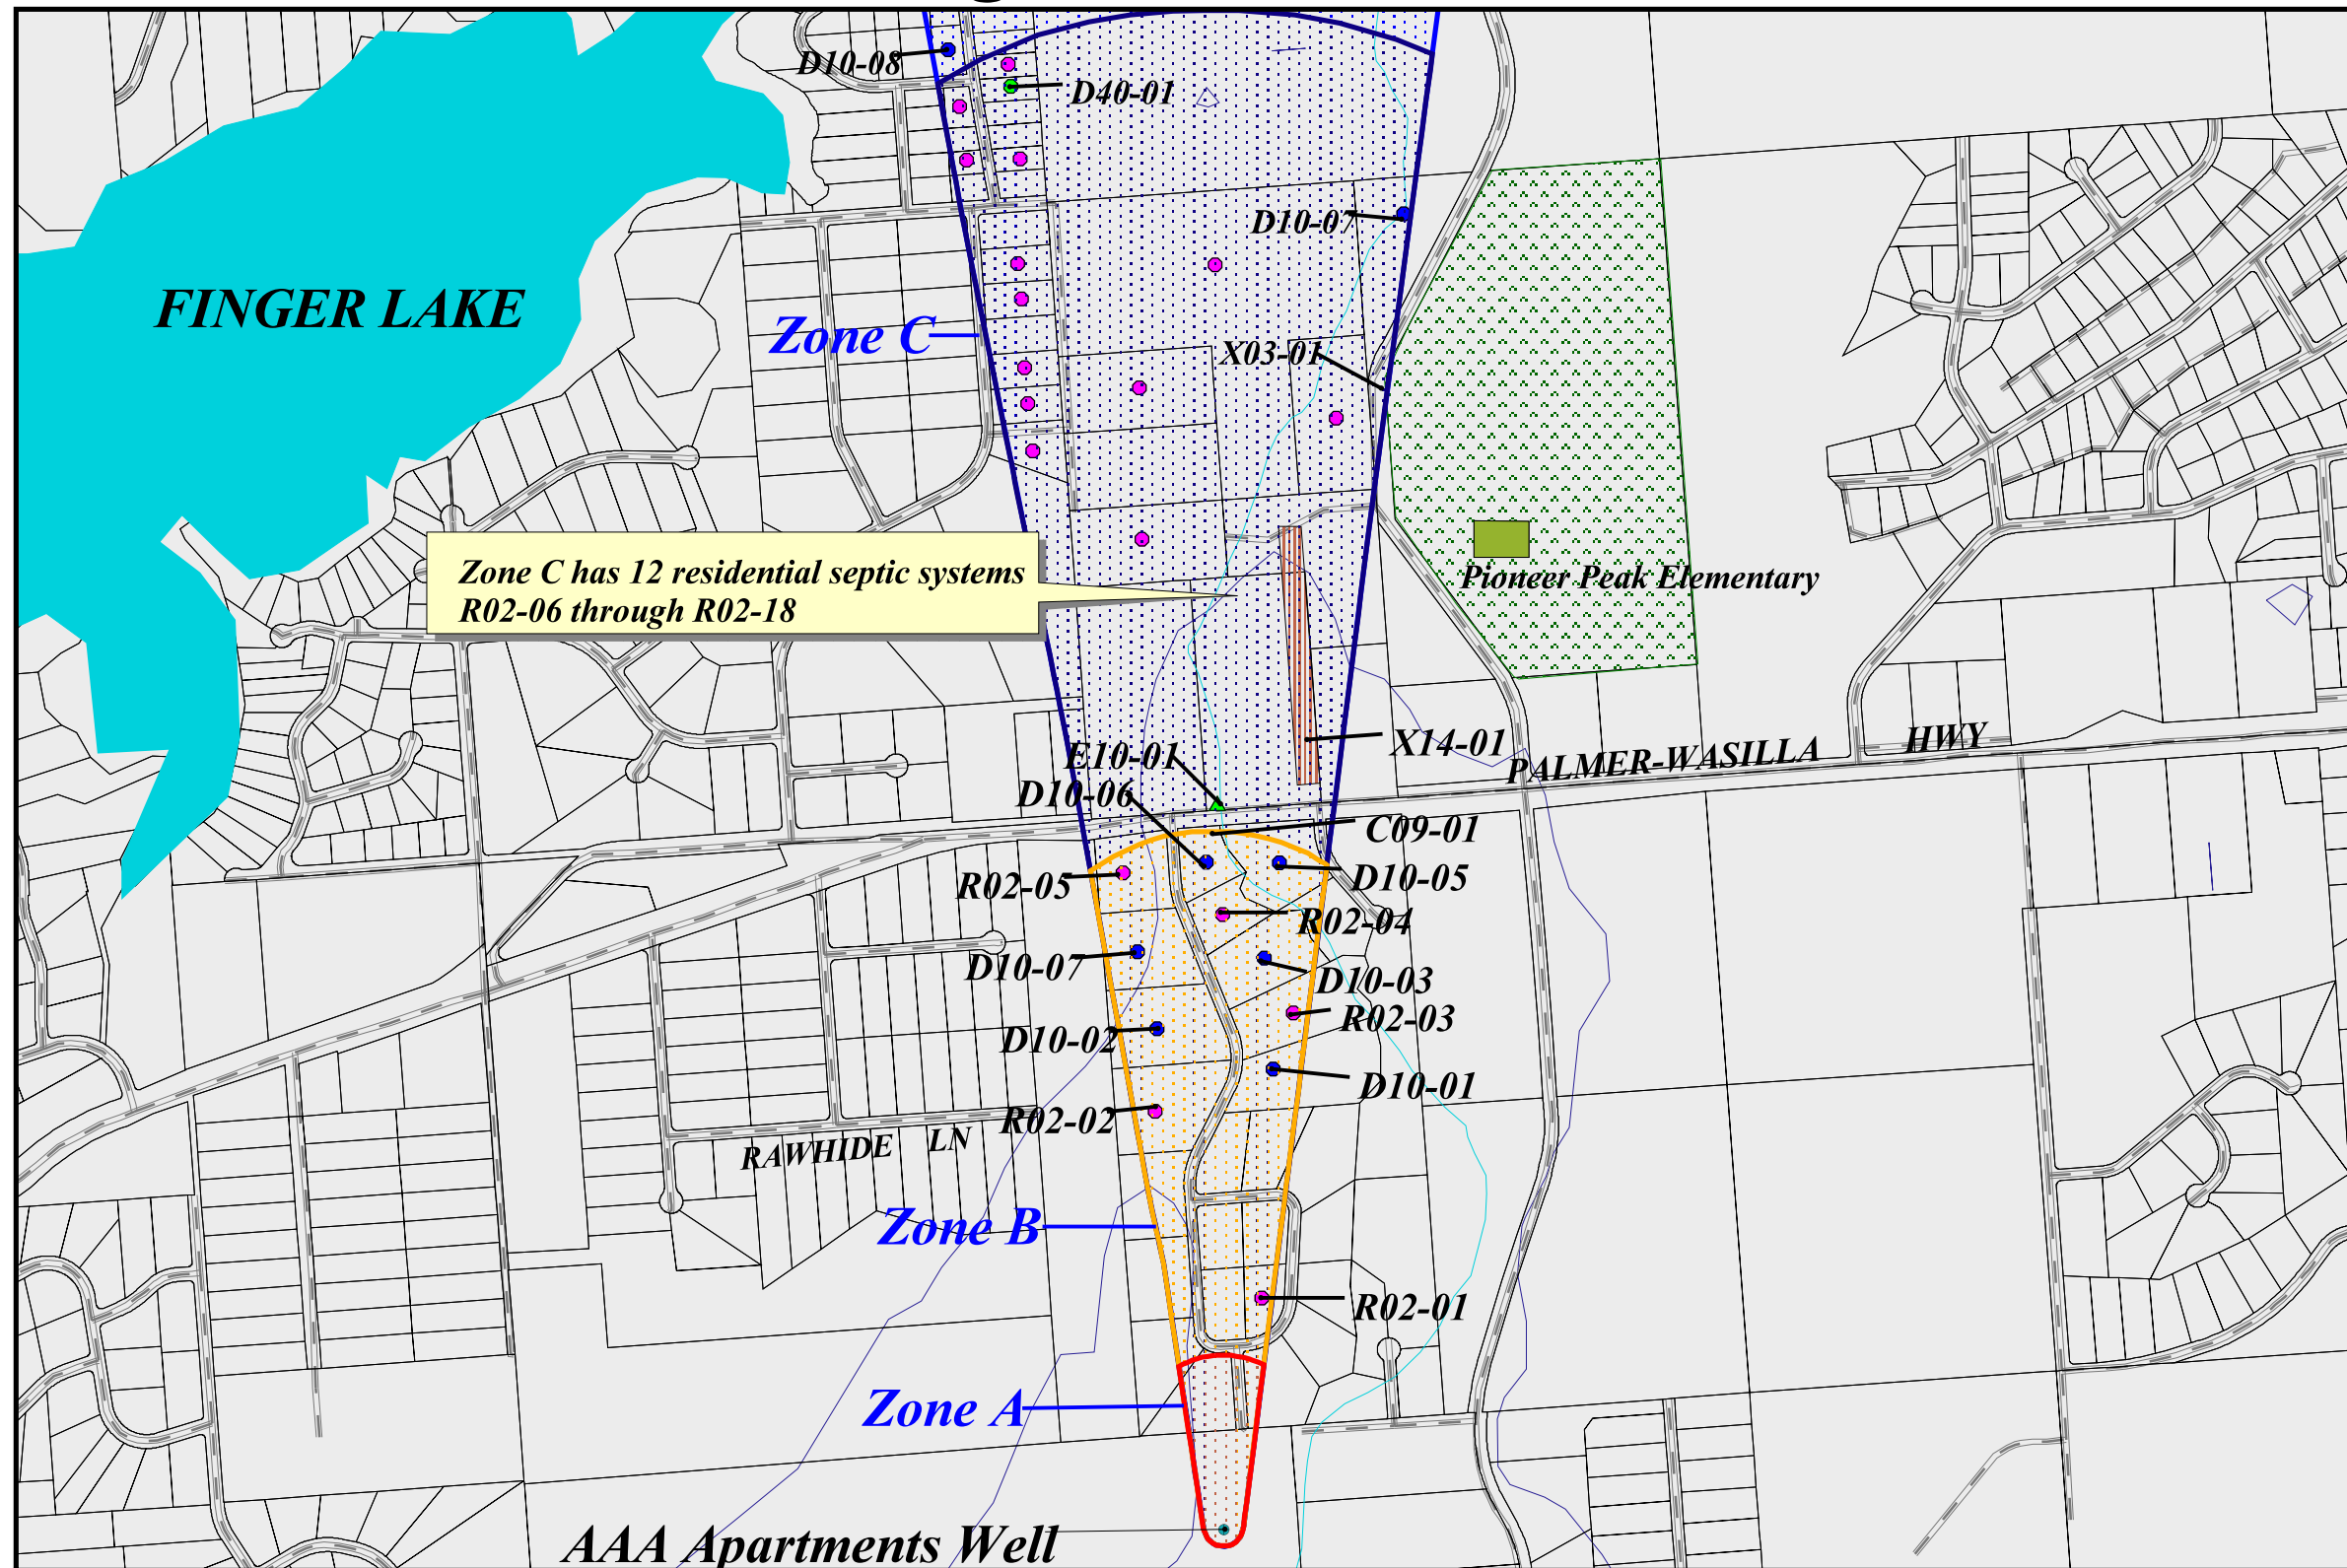 D10-08
D40-01
D10-07
FINGER LAKE
Zone C
X03-01
Zone C has 12 residential septic systems
R02-06 through R02-18
Pioneer Peak Elementary
X14-01
PALMER-WASILLA HWY
E10-01
D10-06
C09-01
R02-05
D10-05
R02-04
D10-07
D10-03
R02-03
D10-02
D10-01
R02-02
RAWHIDE LN
Zone B
R02-01
Zone A
AAA Apartments Well